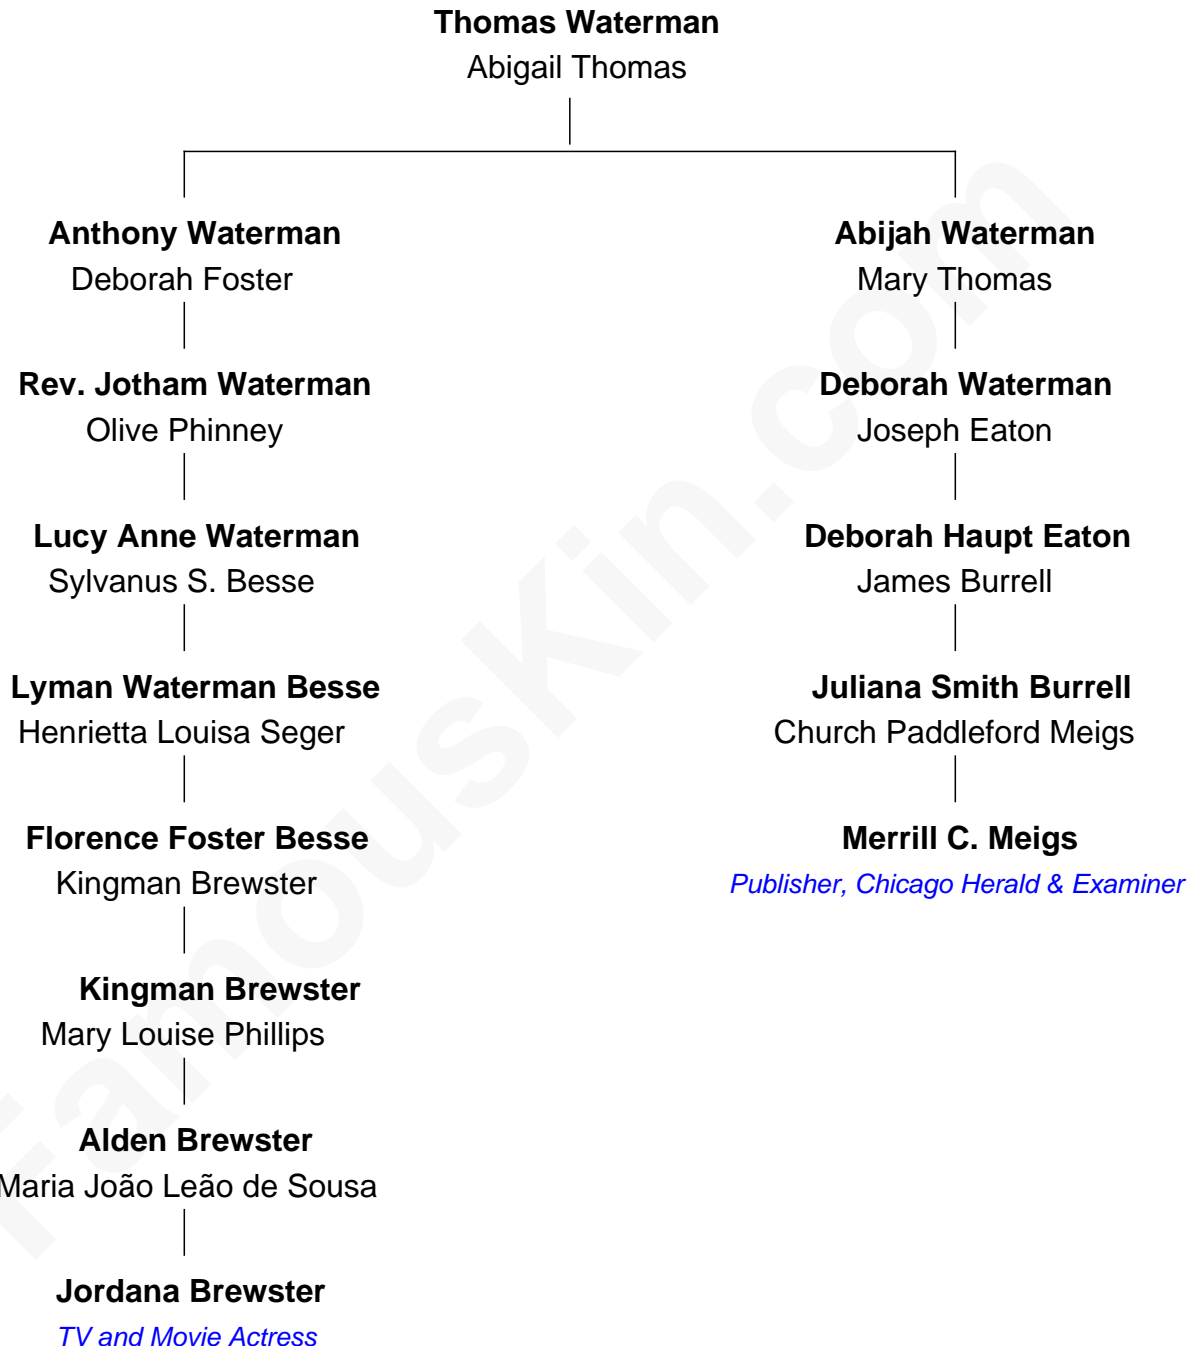 Thomas Waterman
Abigail Thomas
Anthony Waterman
Deborah Foster
Abijah Waterman
Mary Thomas
Rev. Jotham Waterman
Olive Phinney
Deborah Waterman
Joseph Eaton
Lucy Anne Waterman
Sylvanus S. Besse
Deborah Haupt Eaton
James Burrell
Lyman Waterman Besse
Henrietta Louisa Seger
Juliana Smith Burrell
Church Paddleford Meigs
Florence Foster Besse
Kingman Brewster
Merrill C. Meigs
Publisher, Chicago Herald & Examiner
Kingman Brewster
Mary Louise Phillips
Alden Brewster
Maria João Leão de Sousa
Jordana Brewster
TV and Movie Actress
FamousKin.com